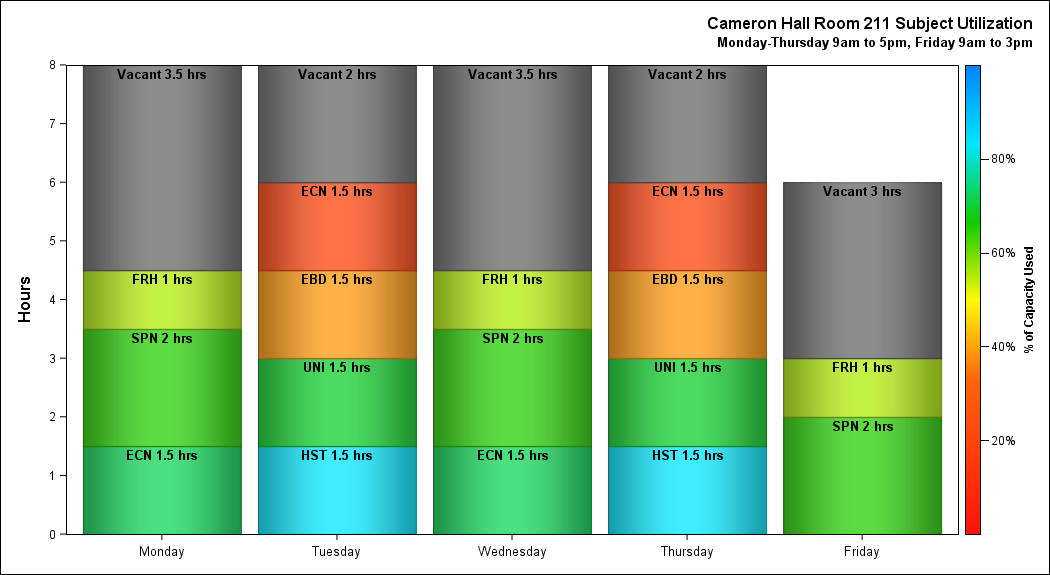 Cameron Hall Room 211 Subject Utilization
Monday-Thursday 9am to 5pm, Friday 9am to 3pm
8
7
6
5
4
3
2
1
0
Hours
Vacant 3.5 hrs
FRH 1 hrs
SPN 2 hrs
ECN 1.5 hrs
Vacant 2 hrs
ECN 1.5 hrs
EBD 1.5 hrs
UNI 1.5 hrs
HST 1.5 hrs
Vacant 3.5 hrs
FRH 1 hrs
SPN 2 hrs
ECN 1.5 hrs
Vacant 2 hrs
ECN 1.5 hrs
EBD 1.5 hrs
UNI 1.5 hrs
HST 1.5 hrs
Vacant 3 hrs
FRH 1 hrs
SPN 2 hrs
Monday
Tuesday
Wednesday
Thursday
Friday
80%
60%
40%
20%
% of Capacity Used